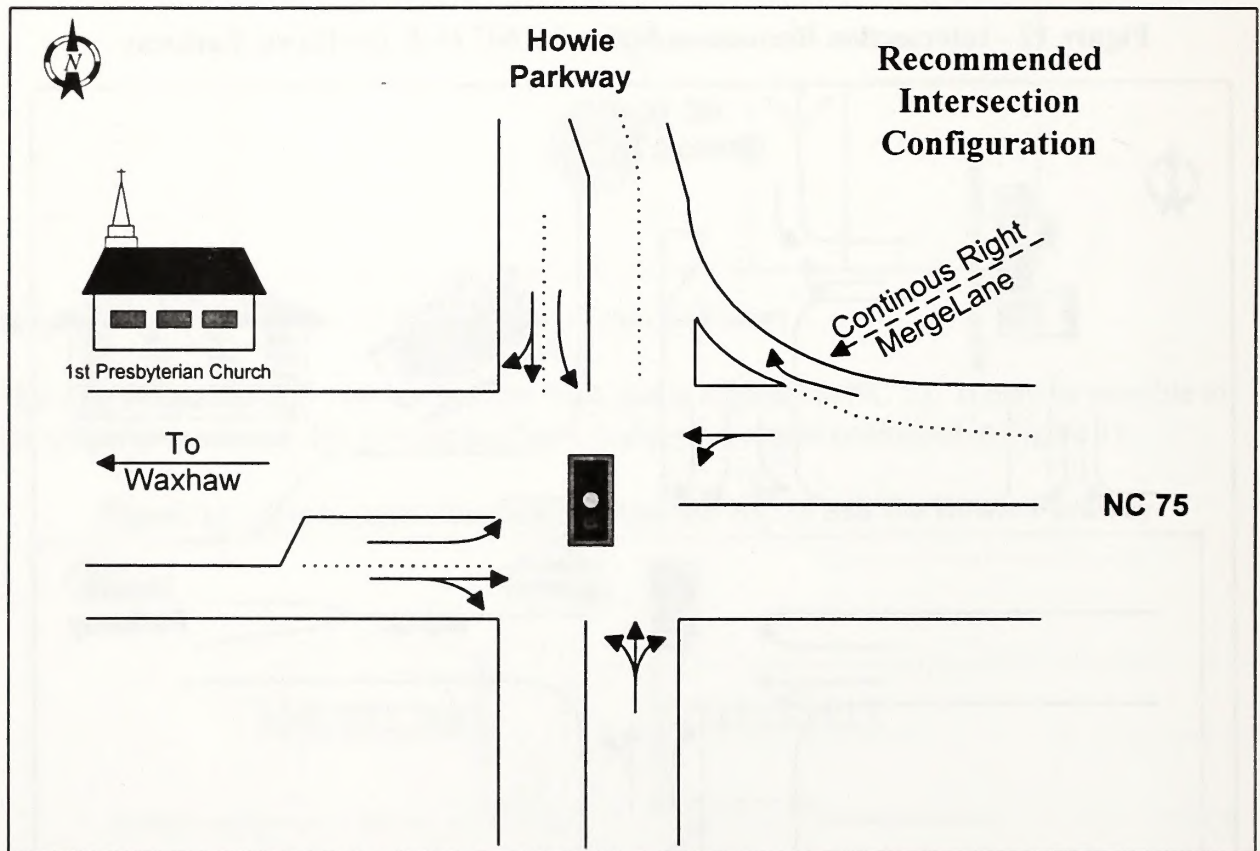 N
Howie
Parkway
Recommended
Intersection
Configuration
Continous Right
MergeLane
1st Presbyterian Church
To
Waxhaw
NC 75